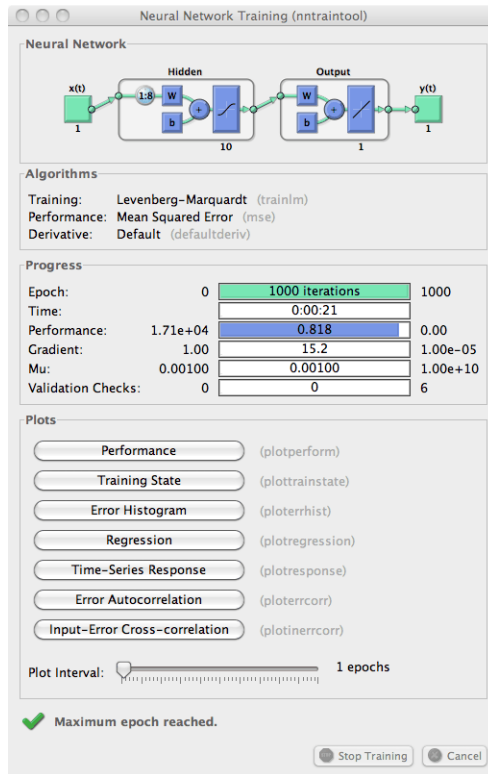 Neural Network Training (nntraintool)
Neural Network
Hidden Output
x(t) y(t)
1:8 W W
+ +
b b
1 10 1 1
Algorithms
Training: Levenberg-Marquardt (trainlm)
Performance: Mean Squared Error (mse)
Derivative: Default (defaultderiv)
Progress
Epoch: 0 1000 iterations 1000
Time: 0:00:21
Performance: 1.71e+04 0.818 0.00
Gradient: 1.00 15.2 1.00e-05
Mu: 0.00100 0.00100 1.00e+10
Validation Checks: 0 0 6
Plots
Performance (plotperform)
Training State (plottrainstate)
Error Histogram (ploterrhist)
Regression (plotregression)
Time-Series Response (plotresponse)
Error Autocorrelation (ploterrcorr)
Input-Error Cross-correlation (plotinerrcorr)
Plot Interval: 1 epochs
Maximum epoch reached.
Stop Training Cancel